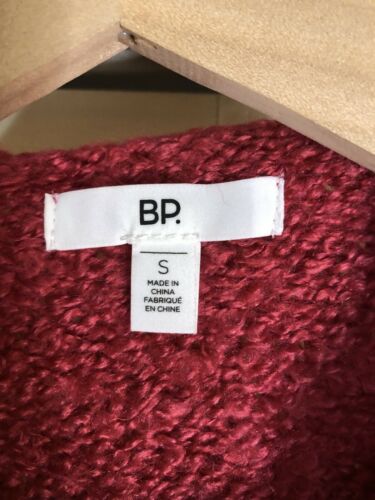 BP.
S
MADE IN
CHINA
FABRIQUÉ
EN CHINE